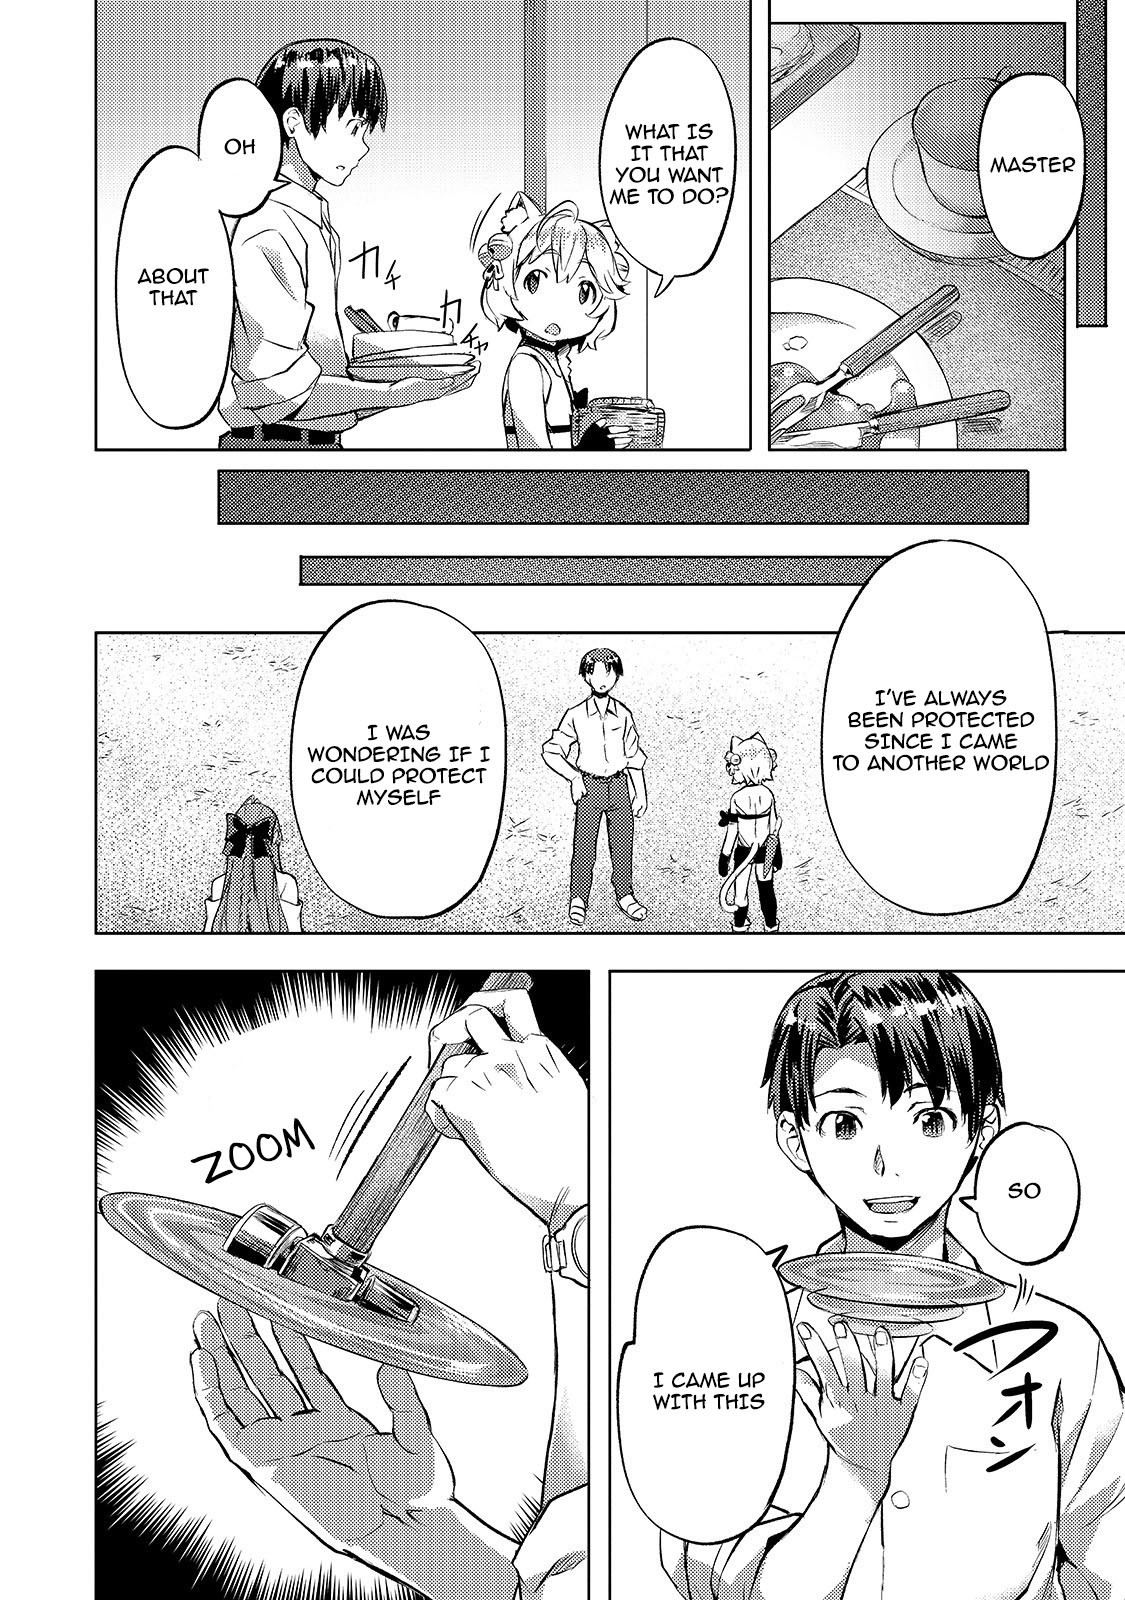 MASTER
WHAT IS
IT THAT
YOU WANT
ME TO DO?
OH
ABOUT
THAT
カチ
カ
チャ
I'VE ALWAYS
BEEN PROTECTED
SINCE I CAME
TO ANOTHER WORLD
I WAS
WONDERING IF I
COULD PROTECT
MYSELF
SO
I CAME UP
WITH THIS
フォン
ZOOM